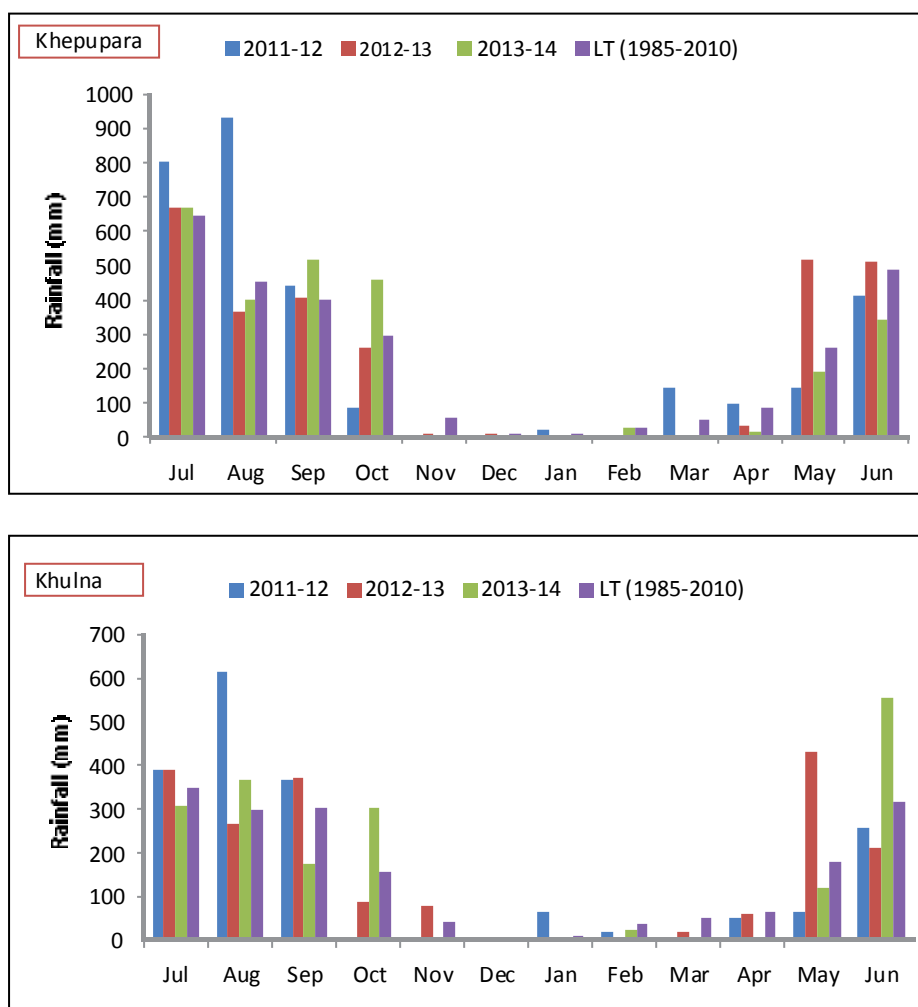 Khepupara
2011-12 2012-13 2013-14 LT (1985-2010)
Rainfall (mm)
1000
900
800
700
600
500
400
300
200
100
0
Jul Aug Sep Oct Nov Dec Jan Feb Mar Apr May Jun
Khulna
2011-12 2012-13 2013-14 LT (1985-2010)
Rainfall (mm)
700
600
500
400
300
200
100
0
Jul Aug Sep Oct Nov Dec Jan Feb Mar Apr May Jun